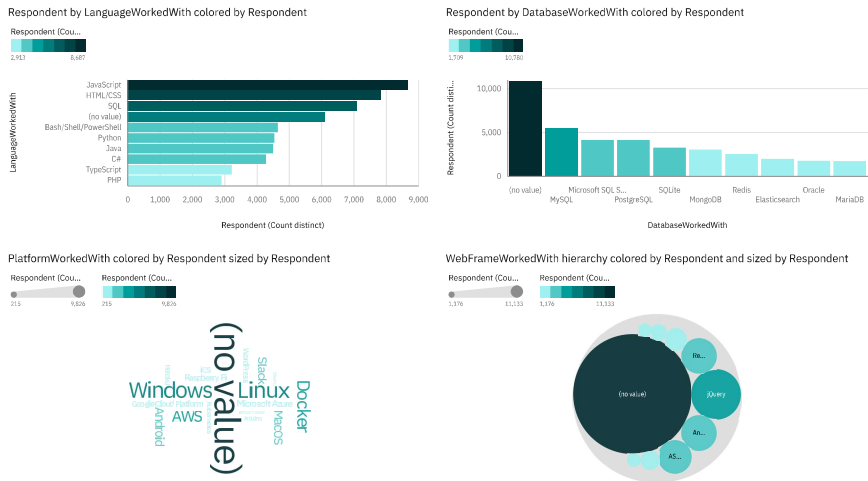 Respondent by LanguageWorkedWith colored by Respondent
Respondent (Cou...
2,913 8,687
LanguageWorkedWith
JavaScript
HTML/CSS
SQL
(no value)
Bash/Shell/PowerShell
Python
Java
C#
TypeScript
PHP
0 1,000 2,000 3,000 4,000 5,000 6,000 7,000 8,000 9,000
Respondent (Count distinct)
Respondent by DatabaseWorkedWith colored by Respondent
Respondent (Cou...
1,709 10,780
Respondent (Count disti...
10,000
5,000
0
(no value) Microsoft SQL S... SQLite Redis Oracle
MySQL PostgreSQL MongoDB Elasticsearch MariaDB
DatabaseWorkedWith
PlatformWorkedWith colored by Respondent sized by Respondent
Respondent (Cou... Respondent (Cou...
215 9,826 215 9,826
(no value)
Windows
Linux
Docker
AWS
Android
MacOS
Slack
iOS
Raspberry Pi
WordPress
Google Cloud Platform
Microsoft Azure
WebFrameWorkedWith hierarchy colored by Respondent and sized by Respondent
Respondent (Cou... Respondent (Cou...
1,176 11,133 1,176 11,133
(no value)
Re...
jQuery
An...
AS...